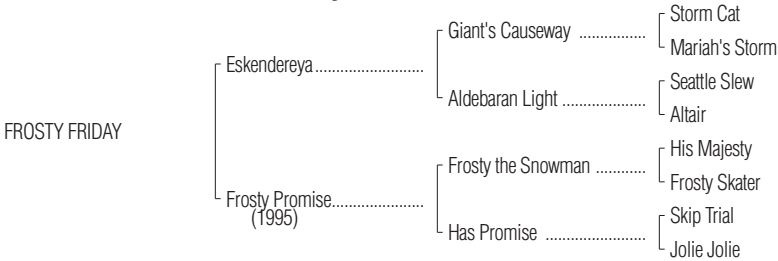 Giant's Causeway ................
Storm Cat
Mariah's Storm
Eskendereya..........................
Aldebaran Light ....................
Seattle Slew
Altair
FROSTY FRIDAY
Frosty the Snowman ............
His Majesty
Frosty Skater
Frosty Promise......................
(1995)
Has Promise ........................
Skip Trial
Jolie Jolie